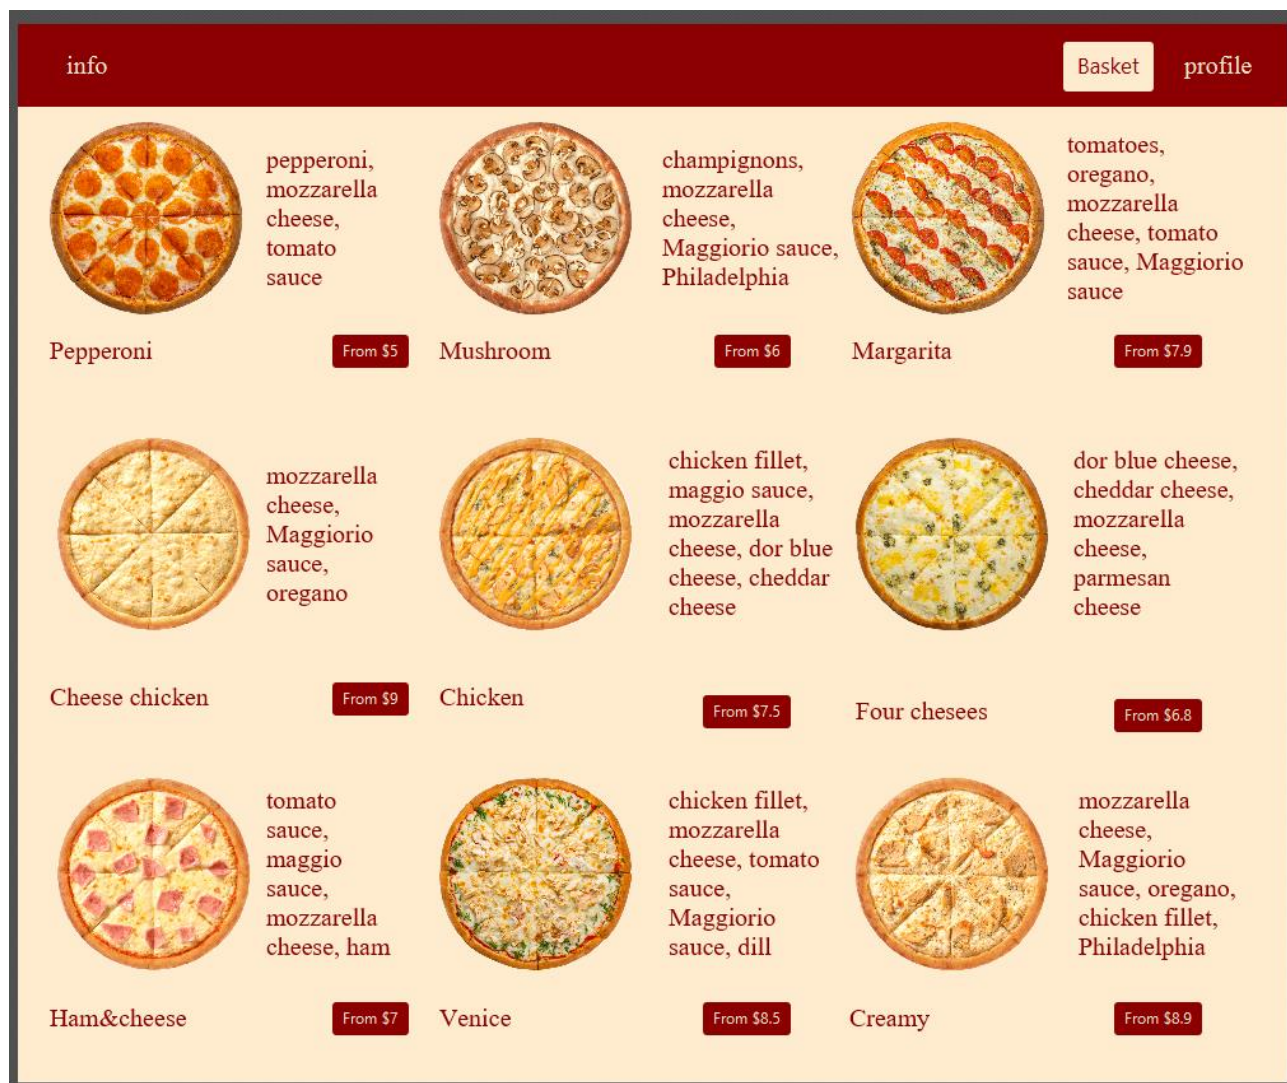 info
Basket
profile
pepperoni,
mozzarella
cheese,
tomato
sauce
Pepperoni
From $5
champignons,
mozzarella
cheese,
Maggiorio sauce,
Philadelphia
Mushroom
From $6
tomatoes,
oregano,
mozzarella
cheese, tomato
sauce, Maggiorio
sauce
Margarita
From $7.9
mozzarella
cheese,
Maggiorio
sauce,
oregano
Cheese chicken
From $9
chicken fillet,
maggio sauce,
mozzarella
cheese, dor blue
cheese, cheddar
cheese
Chicken
From $7.5
dor blue cheese,
cheddar cheese,
mozzarella
cheese,
parmesan
cheese
Four chesees
From $6.8
tomato
sauce,
maggio
sauce,
mozzarella
cheese, ham
Ham&cheese
From $7
chicken fillet,
mozzarella
cheese, tomato
sauce,
Maggiorio
sauce, dill
Venice
From $8.5
mozzarella
cheese,
Maggiorio
sauce, oregano,
chicken fillet,
Philadelphia
Creamy
From $8.9